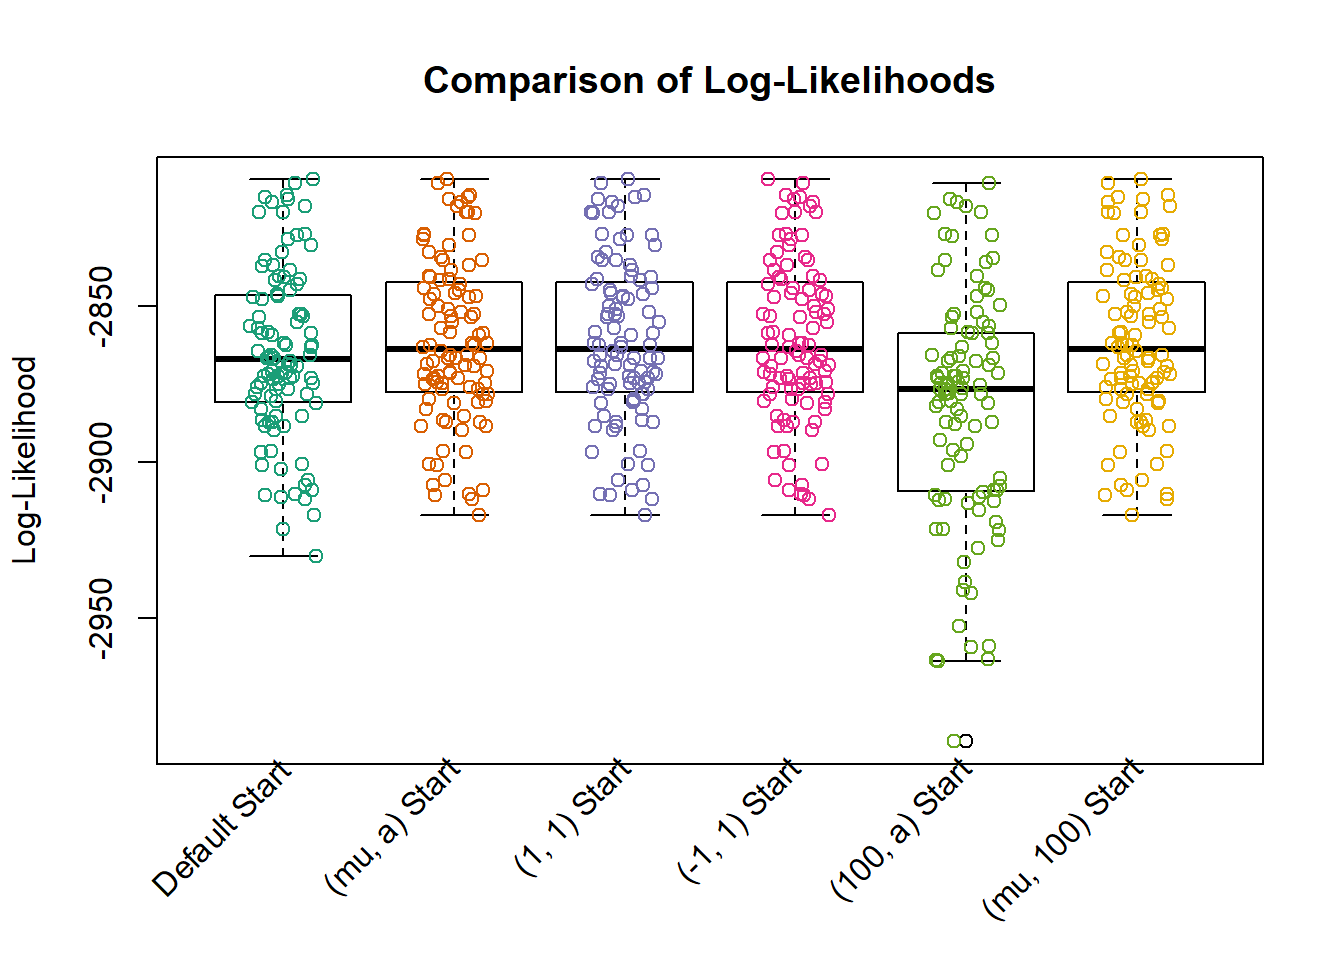 Comparison of Log-Likelihoods
Log-Likelihood
-2850
-2900
-2950
Default Start
(mu, a) Start
(1, 1) Start
(-1, 1) Start
(100, a) Start
(mu, 100) Start